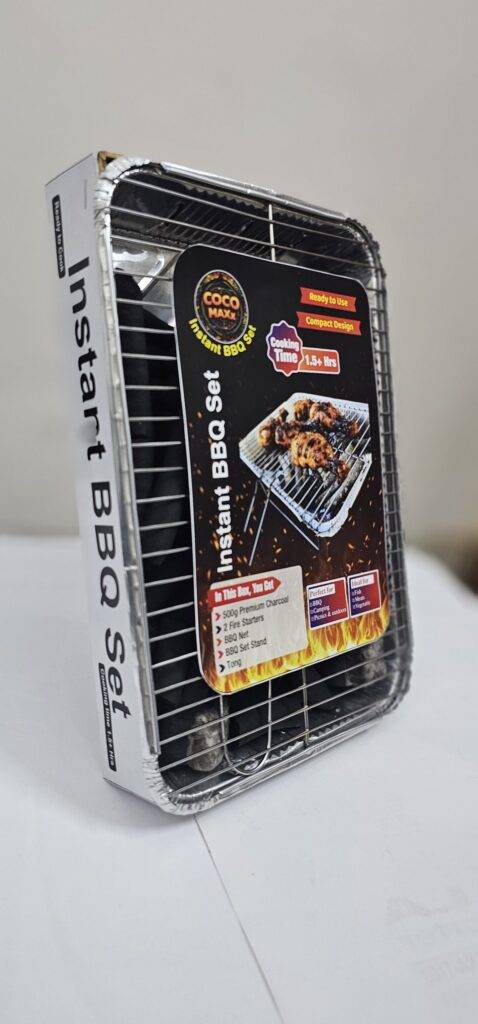 Ready to Cook
Instart BBQ Set
Cooking time 1.5+ Hrs
COCO
MAXx
Instant BBQ Set
Ready to Use
Compact Design
Cooking
Time
1.5+ Hrs
Instant BBQ Set
In This Box, You Get
500g Premium Charcoal
2 Fire Starters
BBQ Net
BBQ Set Stand
Tong
Perfect for
BBQ
Camping
Picnics & outdoors
Ideal for
Fish
Meats
Vegetable